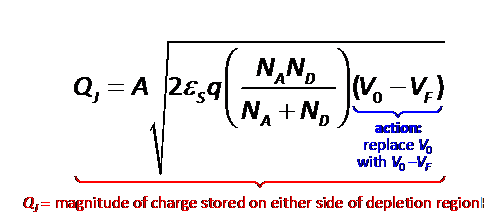 Q_J = A √(2ε_S q (N_A N_D / (N_A + N_D)) (V_0 – V_F))
action:
replace V_0
with V_0 –V_F
Q_J = magnitude of charge stored on either side of depletion region